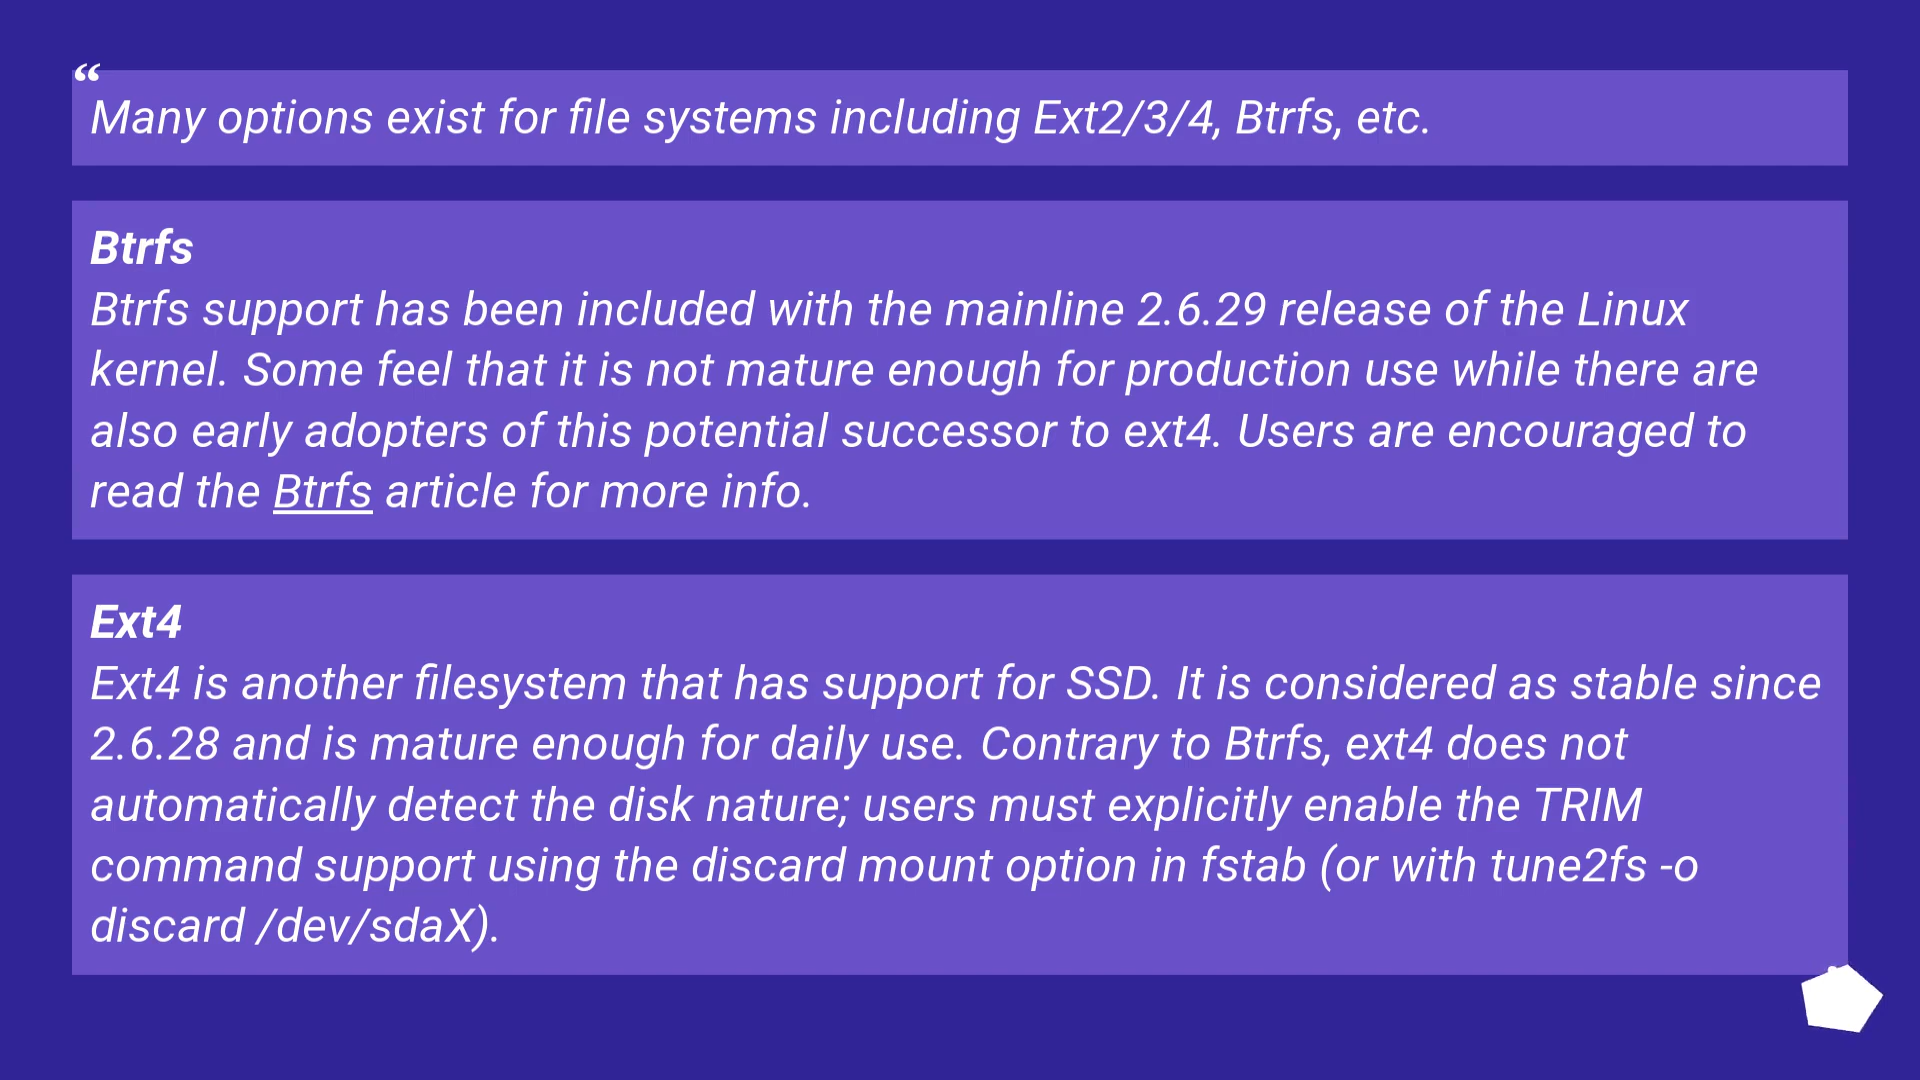 “
Many options exist for file systems including Ext2/3/4, Btrfs, etc.
Btrfs
Btrfs support has been included with the mainline 2.6.29 release of the Linux
kernel. Some feel that it is not mature enough for production use while there are
also early adopters of this potential successor to ext4. Users are encouraged to
read the Btrfs article for more info.
Ext4
Ext4 is another filesystem that has support for SSD. It is considered as stable since
2.6.28 and is mature enough for daily use. Contrary to Btrfs, ext4 does not
automatically detect the disk nature; users must explicitly enable the TRIM
command support using the discard mount option in fstab (or with tune2fs -o
discard /dev/sdaX).